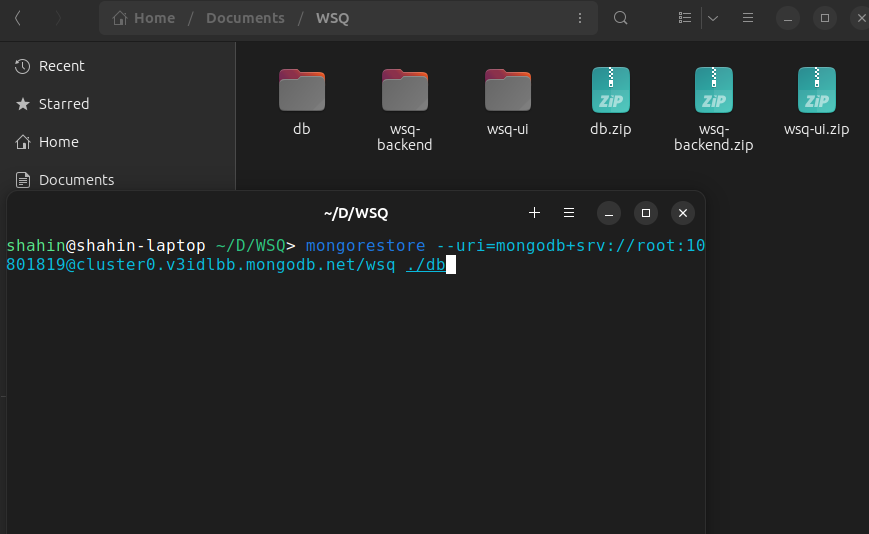 Home / Documents / WSQ
Recent
Starred
Home
Documents
db
wsq-
backend
wsq-ui
db.zip
wsq-
backend.zip
wsq-ui.zip
ZiP
ZiP
ZiP
~/D/WSQ
shahin@shahin-laptop ~/D/WSQ> mongorestore --uri=mongodb+srv://root:10
801819@cluster0.v3idlbb.mongodb.net/wsq ./db